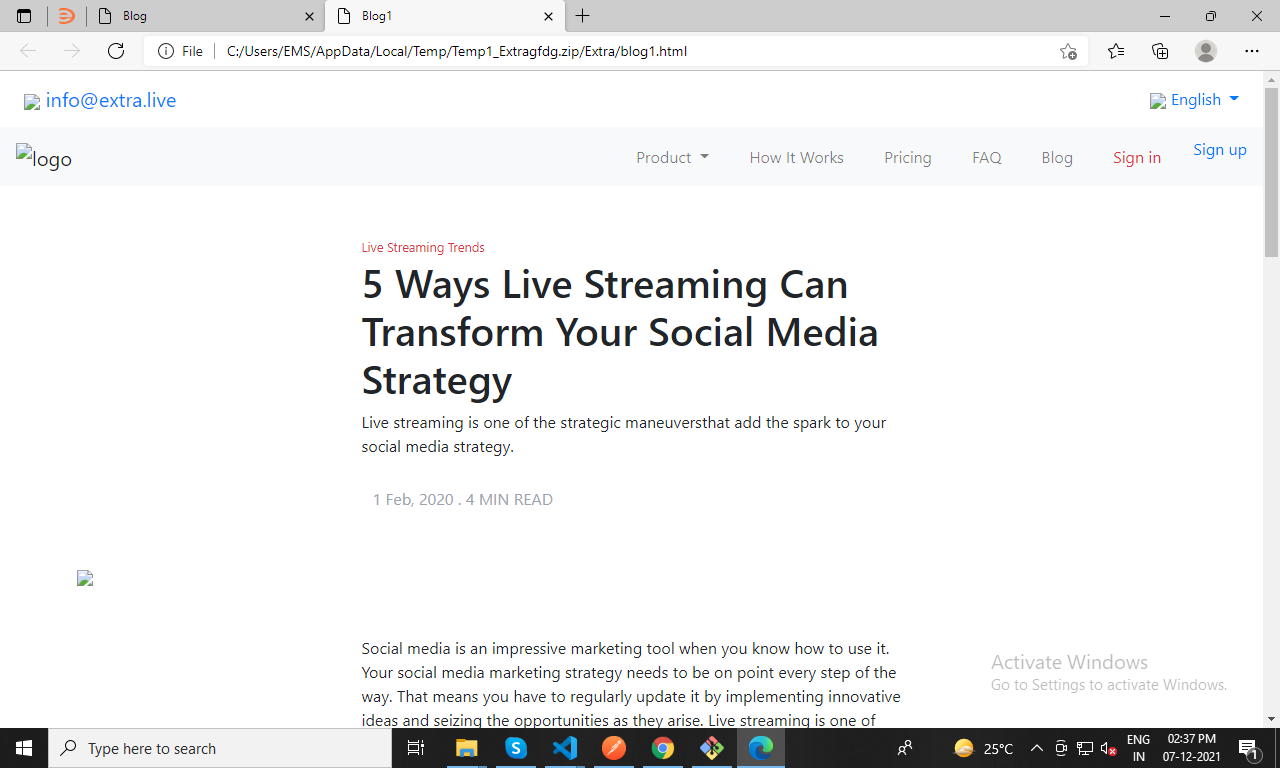 Blog
Blog1
File
C:/Users/EMS/AppData/Local/Temp/Temp1_Extragfdg.zip/Extra/blog1.html
info@extra.live
English
logo
Product
How It Works
Pricing
FAQ
Blog
Sign in
Sign up
Live Streaming Trends
5 Ways Live Streaming Can
Transform Your Social Media
Strategy
Live streaming is one of the strategic maneuversthat add the spark to your
social media strategy.
1 Feb, 2020 . 4 MIN READ
Social media is an impressive marketing tool when you know how to use it.
Your social media marketing strategy needs to be on point every step of the
way. That means you have to regularly update it by implementing innovative
ideas and seizing the opportunities as they arise. Live streaming is one of
Activate Windows
Go to Settings to activate Windows.
Type here to search
25°C
ENG
IN
02:37 PM
07-12-2021
1